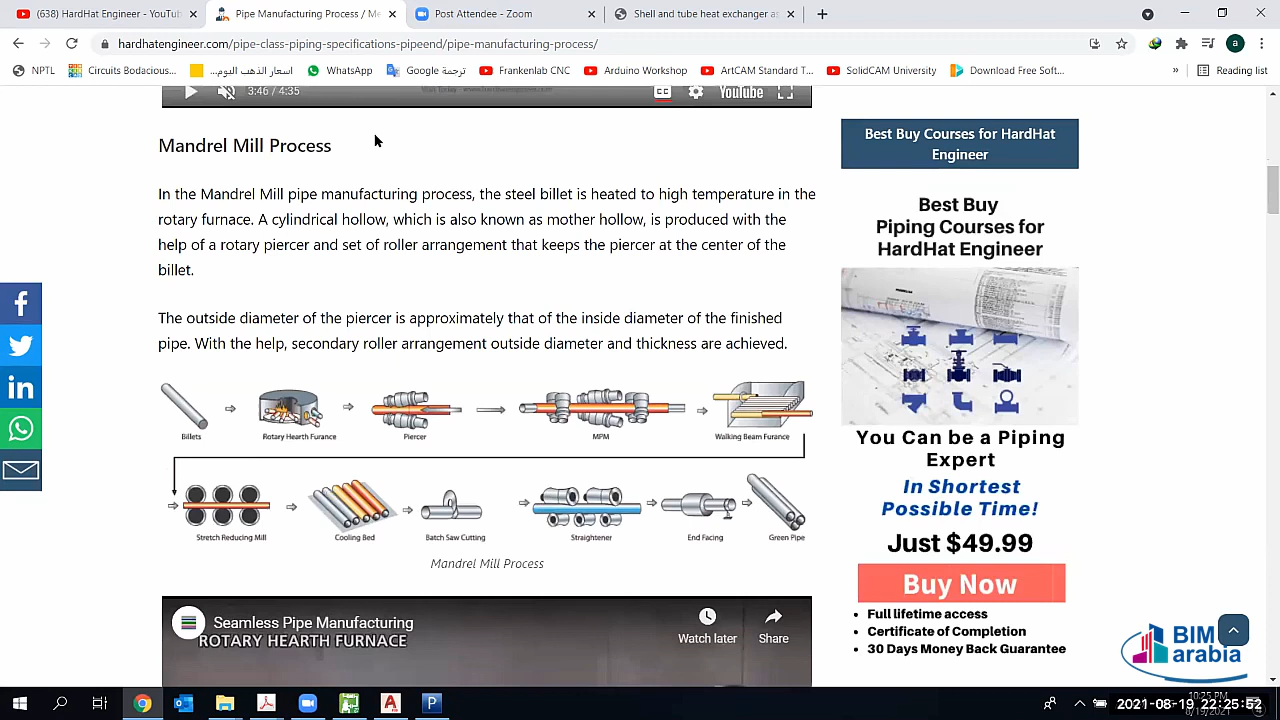 (638) HardHat Engineer - YouTub
Pipe Manufacturing Process / Me
Post Attendee - Zoom
Shell and tube heat exchanger as
hardhatengineer.com/pipe-class-piping-specifications-pipeend/pipe-manufacturing-process/
a
NPTL
Circuits Bodacious...
اسعار الذهب اليوم...
WhatsApp
ترجمة Google
Frankenlab CNC
Arduino Workshop
ArtCAM Standard T...
SolidCAM University
Download Free Soft...
»
Reading list
3:46 / 4:35
CC
YouTube
Mandrel Mill Process
In the Mandrel Mill pipe manufacturing process, the steel billet is heated to high temperature in the
rotary furnace. A cylindrical hollow, which is also known as mother hollow, is produced with the
help of a rotary piercer and set of roller arrangement that keeps the piercer at the center of the
billet.
The outside diameter of the piercer is approximately that of the inside diameter of the finished
pipe. With the help, secondary roller arrangement outside diameter and thickness are achieved.
Billets
Rotary Hearth Furance
Piercer
MPM
Walking Beam Furance
Stretch Reducing Mill
Cooling Bed
Batch Saw Cutting
Straightener
End Facing
Green Pipe
Mandrel Mill Process
Seamless Pipe Manufacturing
ROTARY HEARTH FURNACE
Watch later
Share
Best Buy Courses for HardHat
Engineer
Best Buy
Piping Courses for
HardHat Engineer
You Can be a Piping
Expert
In Shortest
Possible Time!
Just $49.99
Buy Now
Full lifetime access
Certificate of Completion
30 Days Money Back Guarantee
BIM
arabia
10:25 PM
8/19/2021
2021-08-19 22:25:52